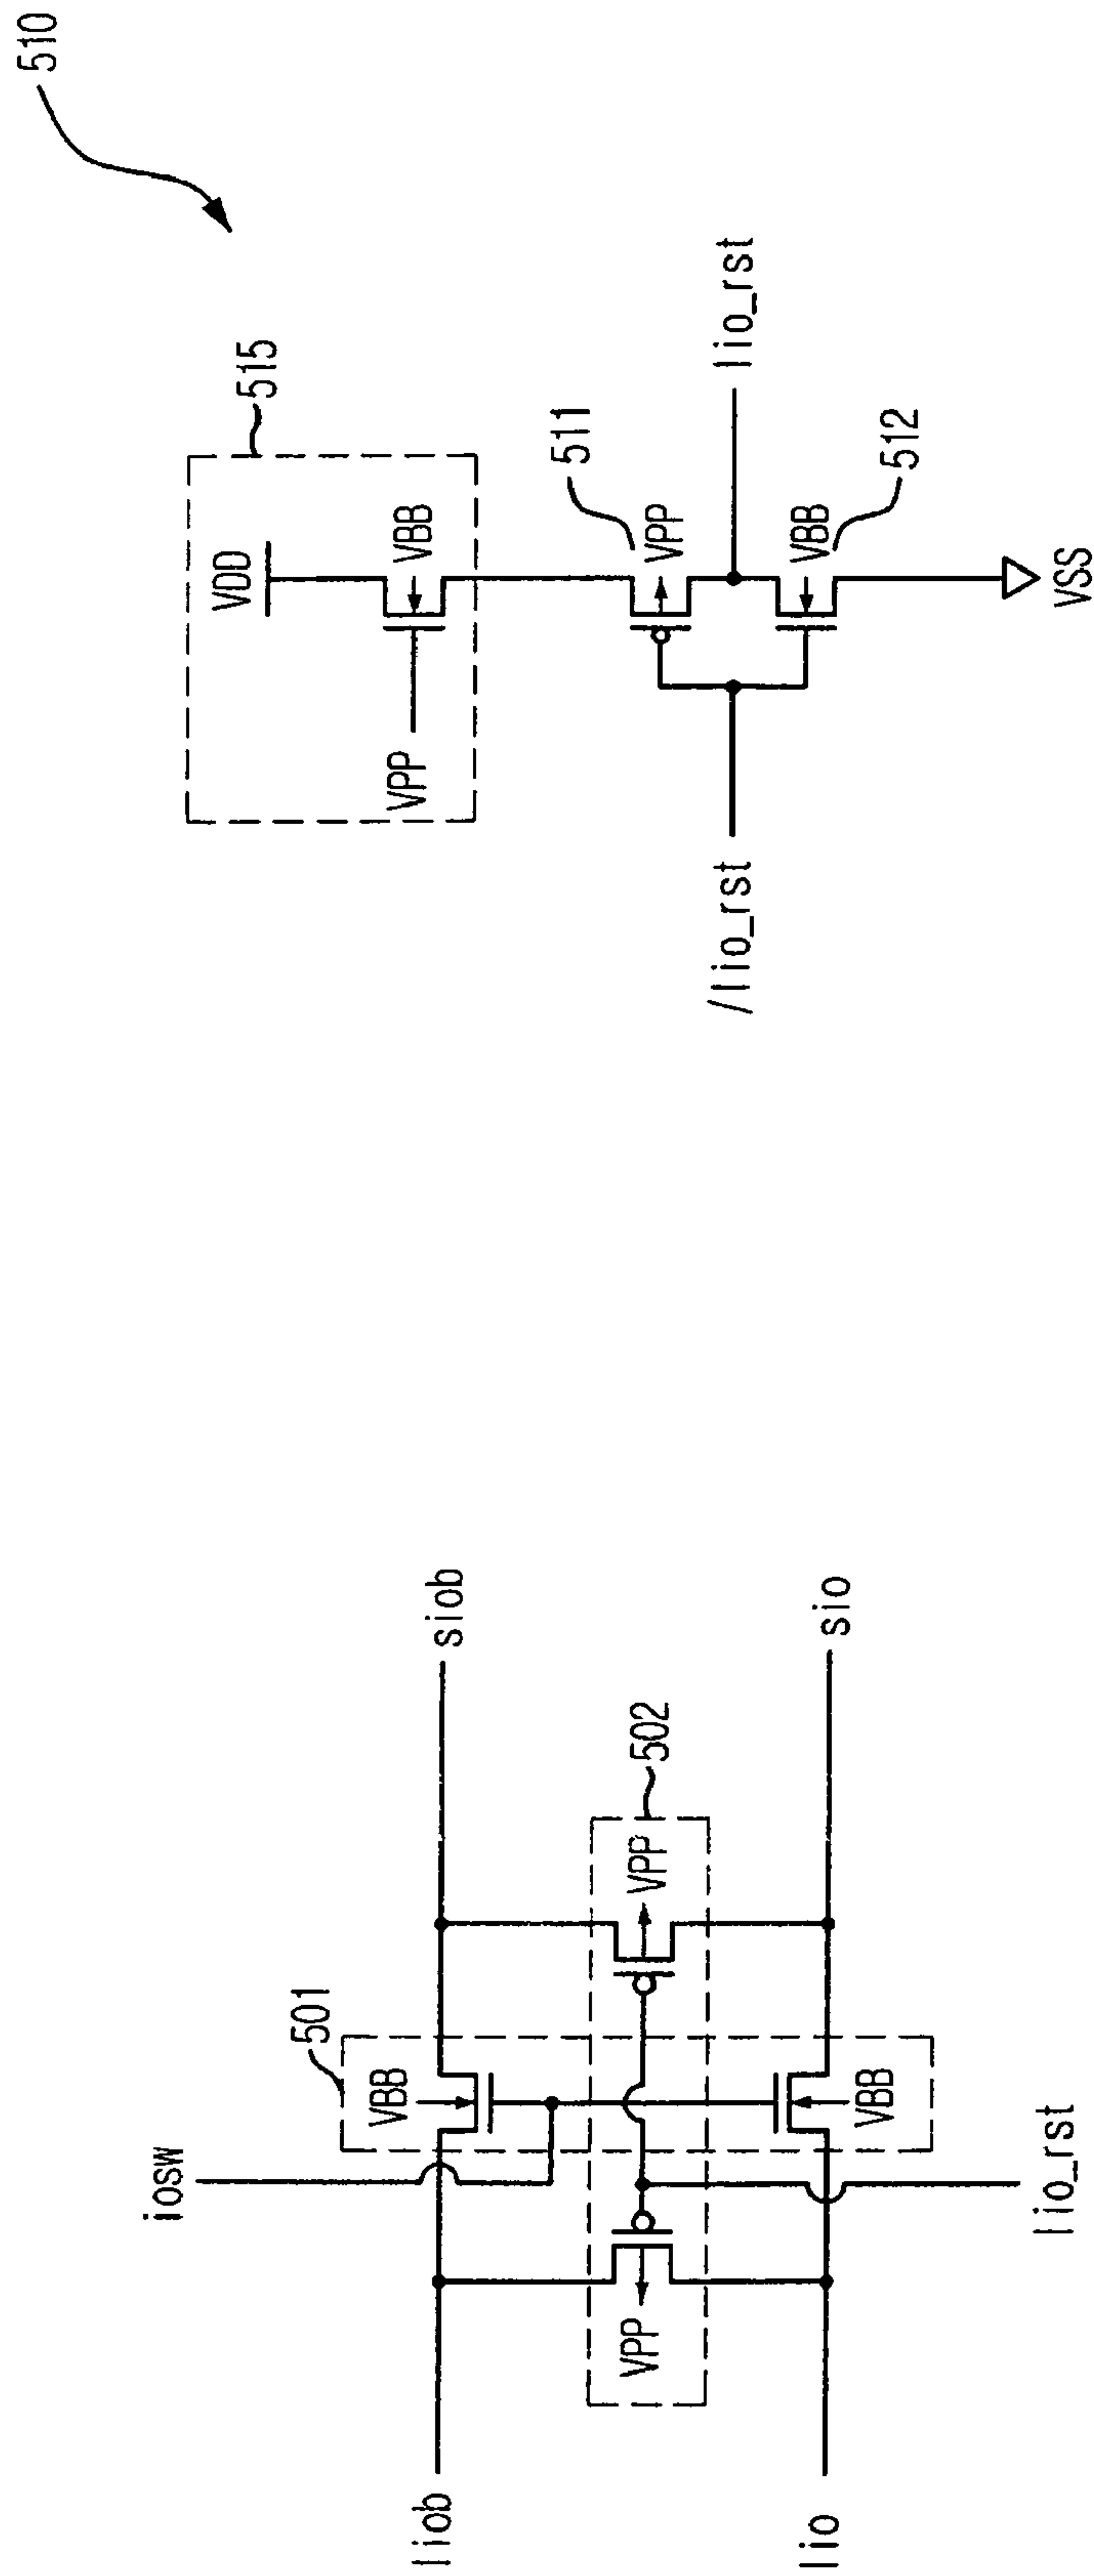 iosw
501
VBB
liob
siob
VPP
VPP
502
VBB
lio
sio
lio_rst
510
515
VDD
VPP
VBB
511
VPP
/lio_rst
lio_rst
VBB
512
VSS